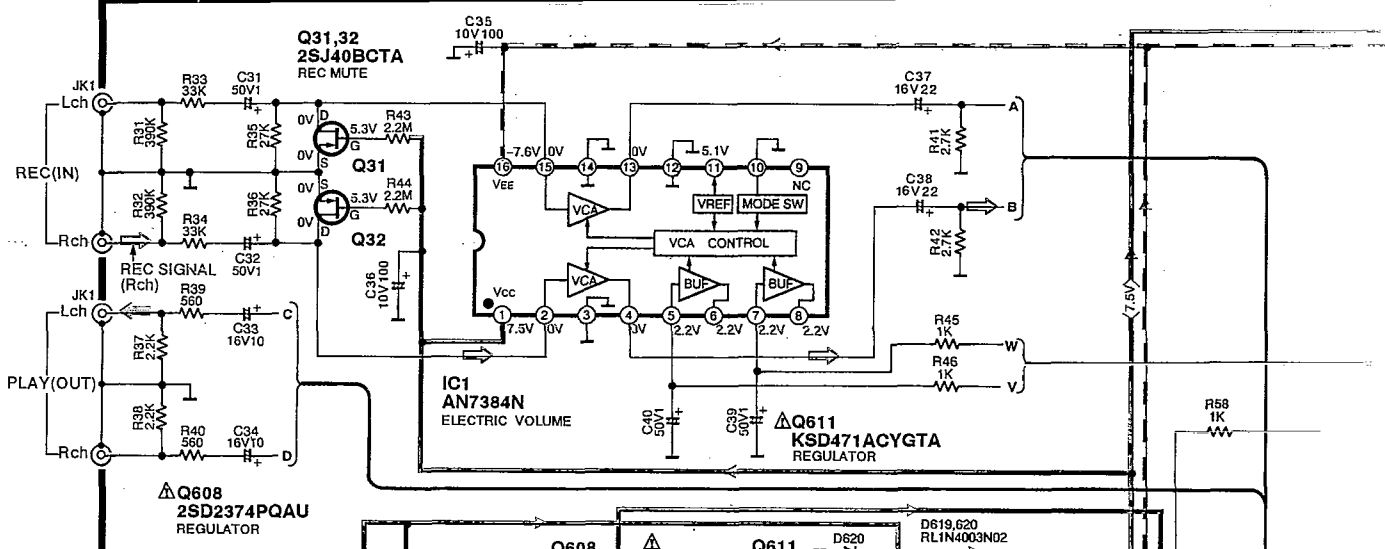 C35
10V100
Q31,32
2SJ40BCTA
REC MUTE
JK1
Lch
R33
33K
C31
50V1
+
R31
390K
R35
27K
0V
D
5.3V
G
R43
2.2M
0V
S
Q31
REC(IN)
R32
390K
R36
27K
0V
S
5.3V
G
R44
2.2M
0V
D
Q32
Rch
R34
33K
C32
50V1
+
REC SIGNAL
(Rch)
C36
10V100
+
16
-7.6V
15
0V
14
13
0V
12
11
5.1V
10
9
VEE
NC
VCA
VREF
MODE SW
VCA CONTROL
VCA
BUF
BUF
Vcc
1
2
3
4
5
6
7
8
7.5V
0V
0V
2.2V
2.2V
2.2V
2.2V
C37
16V22
+
A
R41
2.7K
C38
16V22
+
B
R42
2.7K
7.5V
JK1
Lch
R39
560
C33
16V10
+
C
R37
2.2K
PLAY(OUT)
R38
2.2K
Rch
R40
560
C34
16V10
+
D
R45
1K
W
R46
1K
V
IC1
AN7384N
ELECTRIC VOLUME
C40
50V1
+
C39
50V1
+
Q611
KSD471ACYGTA
REGULATOR
R58
1K
Q608
2SD2374PQAU
REGULATOR
Q608
Q611
D620
D619,620
RL1N4003N02